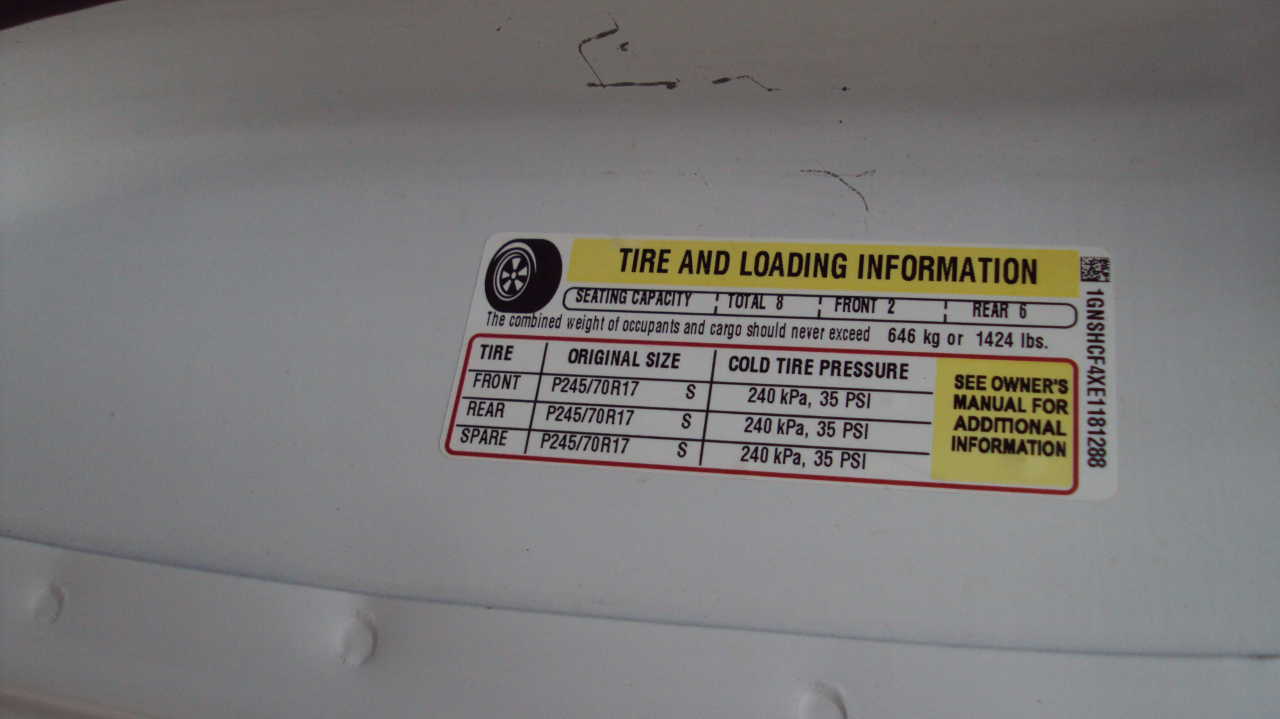 TIRE AND LOADING INFORMATION
SEATING CAPACITY TOTAL 8 FRONT 2 REAR 6
The combined weight of occupants and cargo should never exceed 646 kg or 1424 lbs.
TIRE ORIGINAL SIZE COLD TIRE PRESSURE
FRONT P245/70R17 S 240 kPa, 35 PSI
REAR P245/70R17 S 240 kPa, 35 PSI
SPARE P245/70R17 S 240 kPa, 35 PSI
SEE OWNER'S
MANUAL FOR
ADDITIONAL
INFORMATION
1GNSHCF4XE1181288